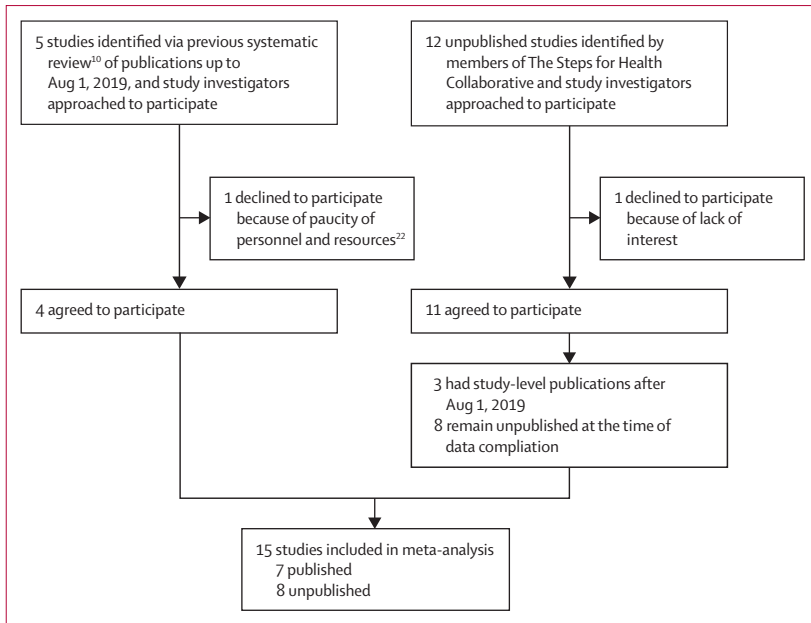 5 studies identified via previous systematic
review10 of publications up to
Aug 1, 2019, and study investigators
approached to participate
12 unpublished studies identified by
members of The Steps for Health
Collaborative and study investigators
approached to participate
1 declined to participate
because of paucity of
personnel and resources22
1 declined to participate
because of lack of
interest
4 agreed to participate
11 agreed to participate
3 had study-level publications after
Aug 1, 2019
8 remain unpublished at the time of
data compliation
15 studies included in meta-analysis
7 published
8 unpublished